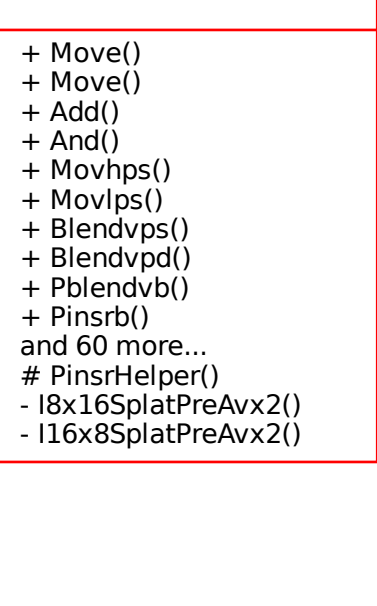 + Move()
+ Move()
+ Add()
+ And()
+ Movhps()
+ Movlps()
+ Blendvps()
+ Blendvpd()
+ Pblendvb()
+ Pinsrb()
and 60 more...
# PinsrHelper()
- I8x16SplatPreAvx2()
- I16x8SplatPreAvx2()